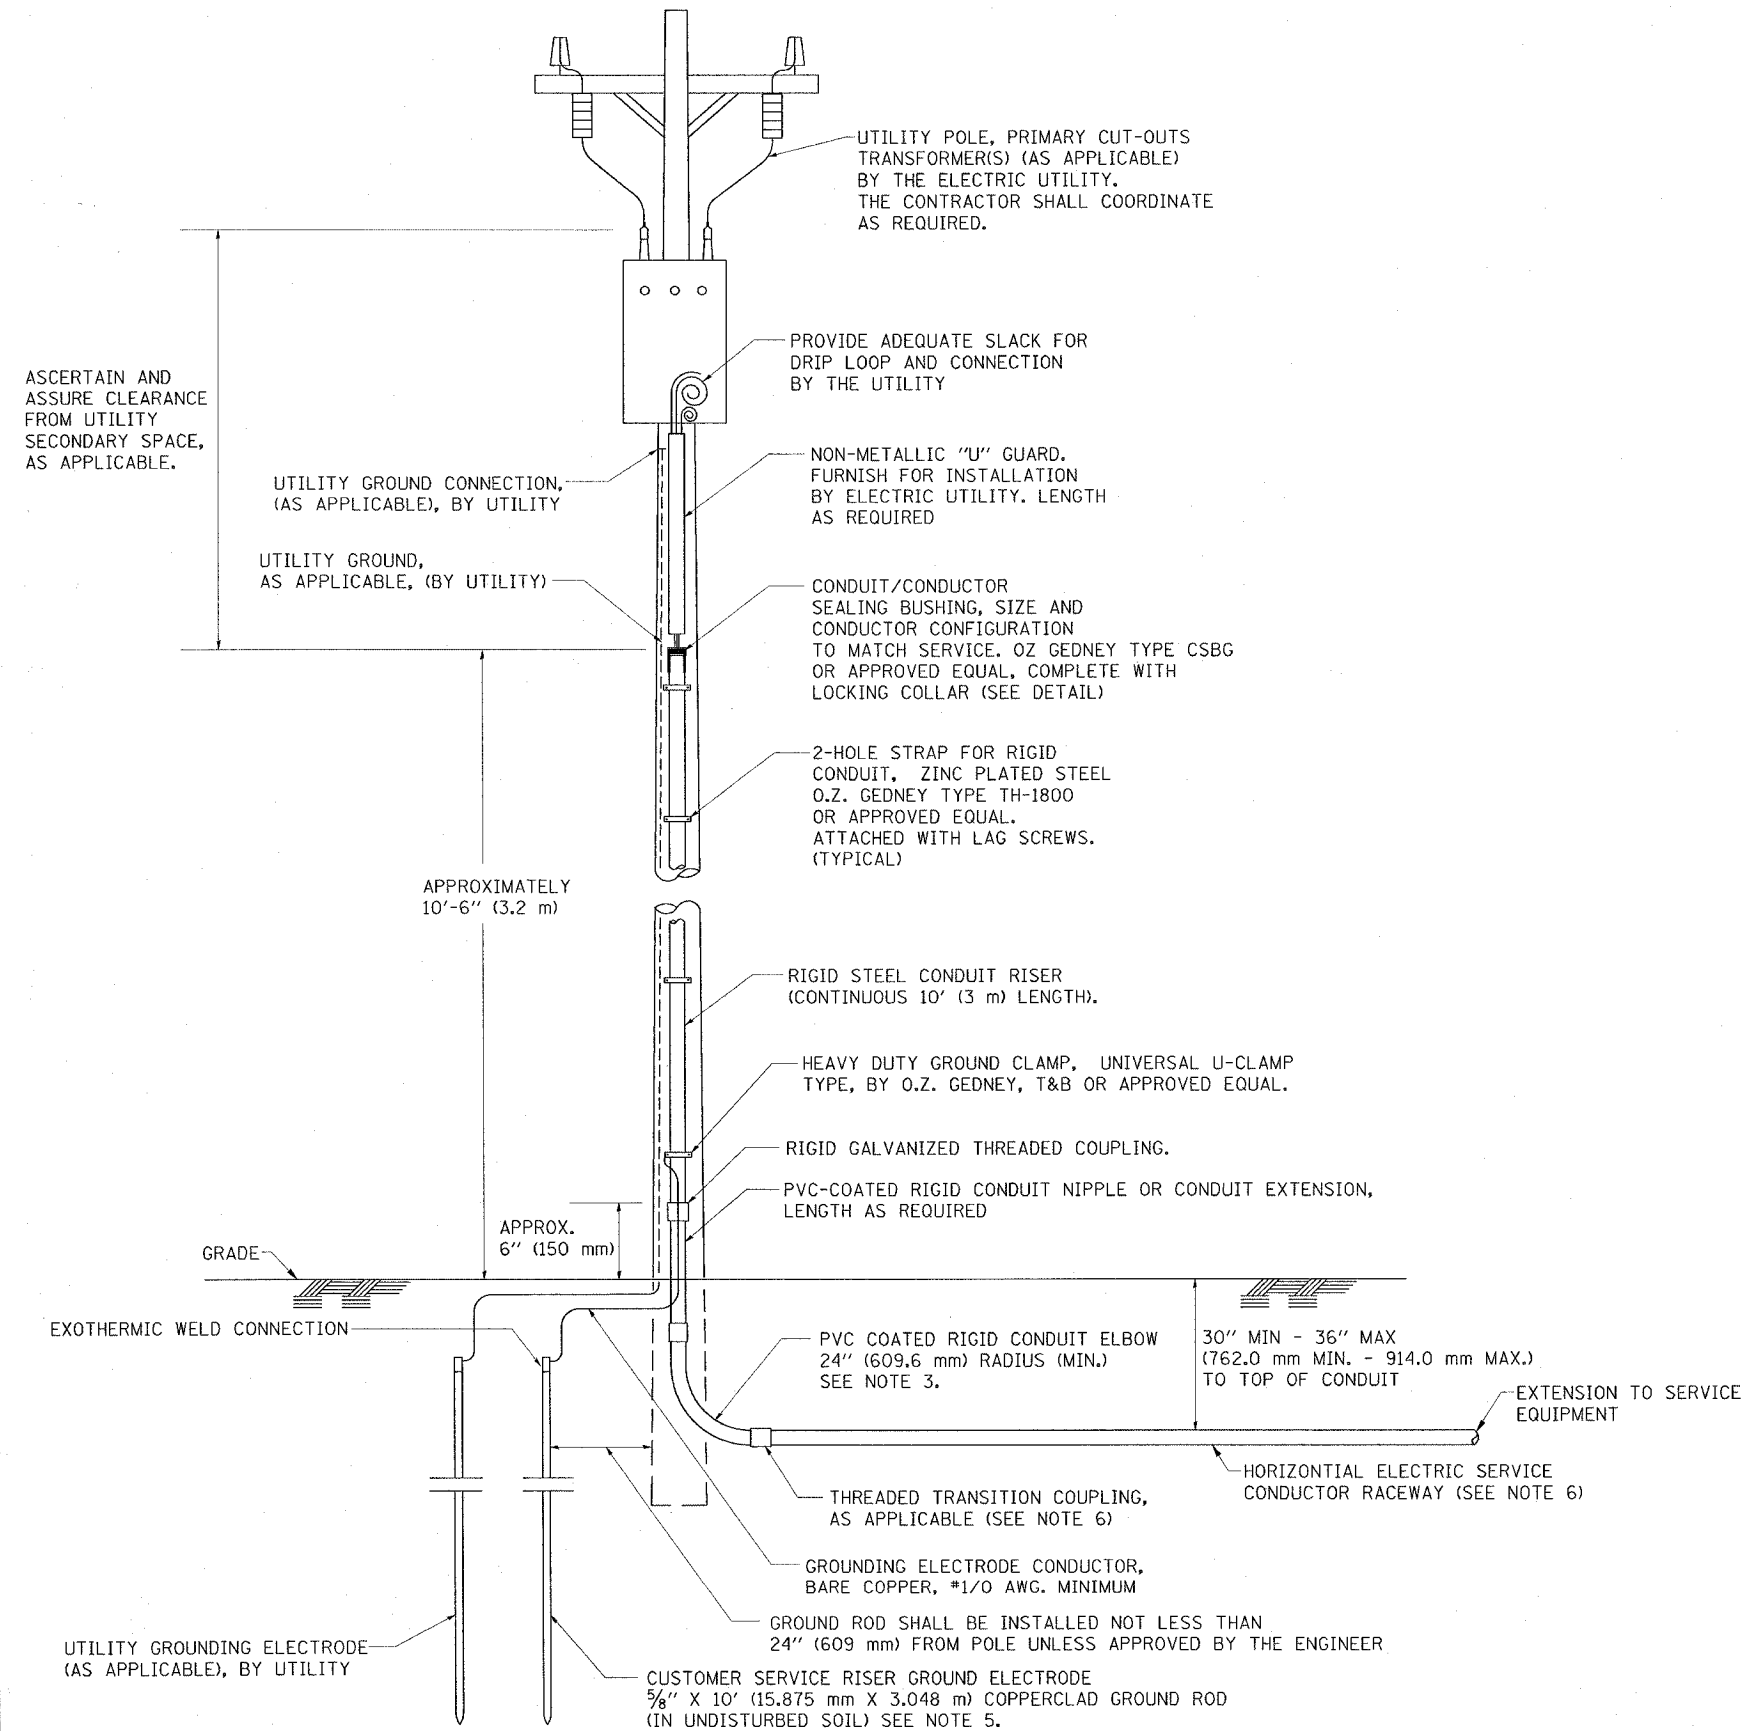 UTILITY POLE, PRIMARY CUT-OUTS
TRANSFORMER(S) (AS APPLICABLE)
BY THE ELECTRIC UTILITY.
THE CONTRACTOR SHALL COORDINATE
AS REQUIRED.
PROVIDE ADEQUATE SLACK FOR
DRIP LOOP AND CONNECTION
BY THE UTILITY
ASCERTAIN AND
ASSURE CLEARANCE
FROM UTILITY
SECONDARY SPACE,
AS APPLICABLE.
NON-METALLIC "U" GUARD.
FURNISH FOR INSTALLATION
BY ELECTRIC UTILITY. LENGTH
AS REQUIRED
UTILITY GROUND CONNECTION,
(AS APPLICABLE), BY UTILITY
UTILITY GROUND,
AS APPLICABLE, (BY UTILITY)
CONDUIT/CONDUCTOR
SEALING BUSHING, SIZE AND
CONDUCTOR CONFIGURATION
TO MATCH SERVICE. OZ GEDNEY TYPE CSBG
OR APPROVED EQUAL, COMPLETE WITH
LOCKING COLLAR (SEE DETAIL)
2-HOLE STRAP FOR RIGID
CONDUIT, ZINC PLATED STEEL
O.Z. GEDNEY TYPE TH-1800
OR APPROVED EQUAL.
ATTACHED WITH LAG SCREWS.
(TYPICAL)
APPROXIMATELY
10'-6" (3.2 m)
RIGID STEEL CONDUIT RISER
(CONTINUOUS 10' (3 m) LENGTH).
HEAVY DUTY GROUND CLAMP, UNIVERSAL U-CLAMP
TYPE, BY O.Z. GEDNEY, T&B OR APPROVED EQUAL.
RIGID GALVANIZED THREADED COUPLING.
PVC-COATED RIGID CONDUIT NIPPLE OR CONDUIT EXTENSION,
LENGTH AS REQUIRED
APPROX.
6" (150 mm)
GRADE
EXOTHERMIC WELD CONNECTION
PVC COATED RIGID CONDUIT ELBOW
24" (609.6 mm) RADIUS (MIN.)
SEE NOTE 3.
30" MIN - 36" MAX
(762.0 mm MIN. - 914.0 mm MAX.)
TO TOP OF CONDUIT
EXTENSION TO SERVICE
EQUIPMENT
HORIZONTIAL ELECTRIC SERVICE
CONDUCTOR RACEWAY (SEE NOTE 6)
THREADED TRANSITION COUPLING,
AS APPLICABLE (SEE NOTE 6)
GROUNDING ELECTRODE CONDUCTOR,
BARE COPPER, #1/0 AWG. MINIMUM
GROUND ROD SHALL BE INSTALLED NOT LESS THAN
24" (609 mm) FROM POLE UNLESS APPROVED BY THE ENGINEER
UTILITY GROUNDING ELECTRODE
(AS APPLICABLE), BY UTILITY
CUSTOMER SERVICE RISER GROUND ELECTRODE
5/8" X 10' (15.875 mm X 3.048 m) COPPERCLAD GROUND ROD
(IN UNDISTURBED SOIL) SEE NOTE 5.